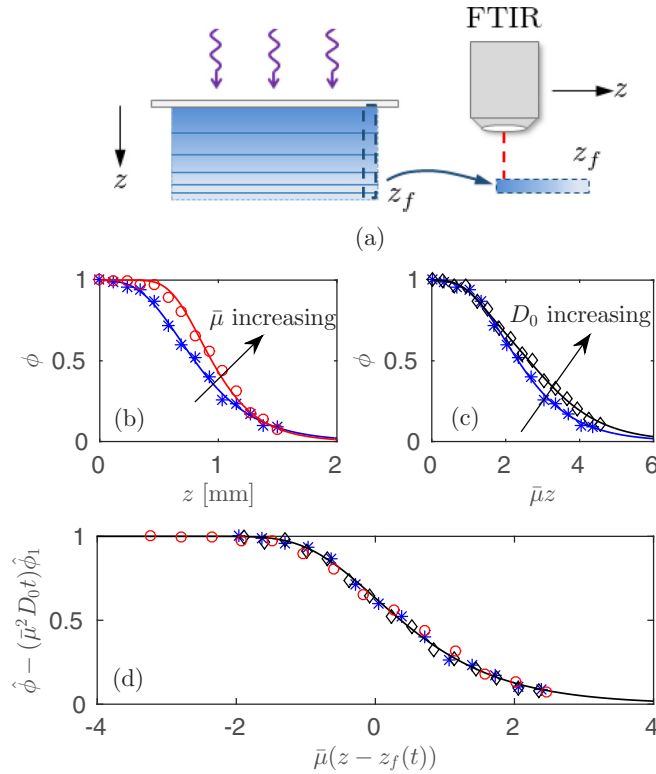 FTIR
z
z
z_f
z_f
(a)
1
0.5
0
ϕ
μ̄ increasing
(b)
0 1 2
z [mm]
1
0.5
0
ϕ
D_0 increasing
(c)
0 2 4 6
μ̄z
1
0.5
0
ϕ̂ − (μ̄²D_0t)ϕ̂_1
(d)
-4 -2 0 2 4
μ̄(z − z_f(t))